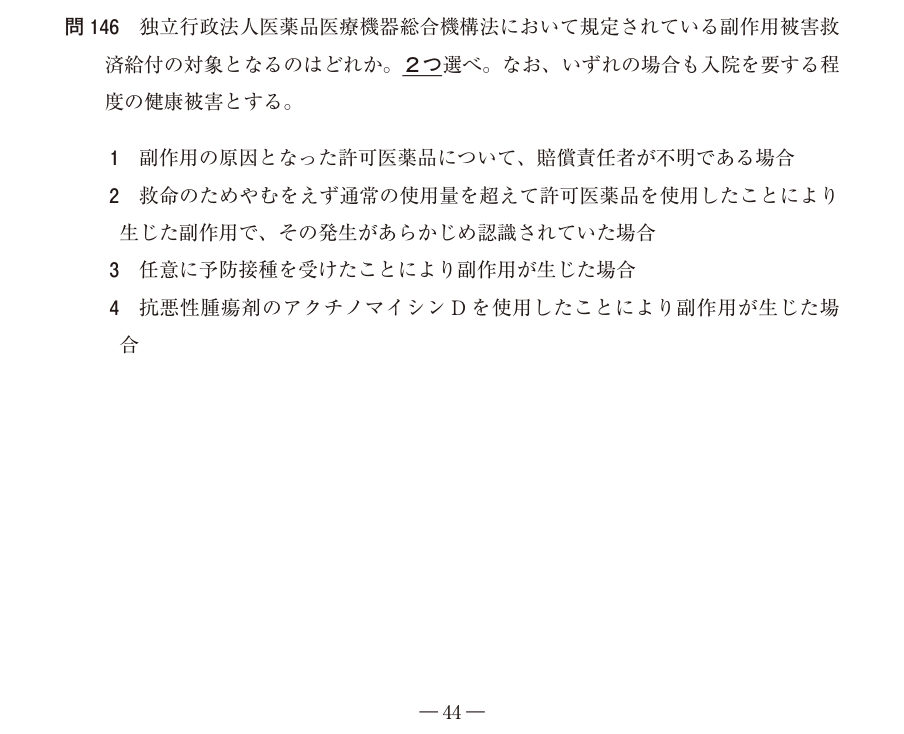 問 146 独立行政法人医薬品医療機器総合機構法において規定されている副作用被害救
済給付の対象となるのはどれか。２つ選べ。なお、いずれの場合も入院を要する程
度の健康被害とする。
1 副作用の原因となった許可医薬品について、賠償責任者が不明である場合
2 救命のためやむをえず通常の使用量を超えて許可医薬品を使用したことにより
生じた副作用で、その発生があらかじめ認識されていた場合
3 任意に予防接種を受けたことにより副作用が生じた場合
4 抗悪性腫瘍剤のアクチノマイシン D を使用したことにより副作用が生じた場
合
― 44 ―